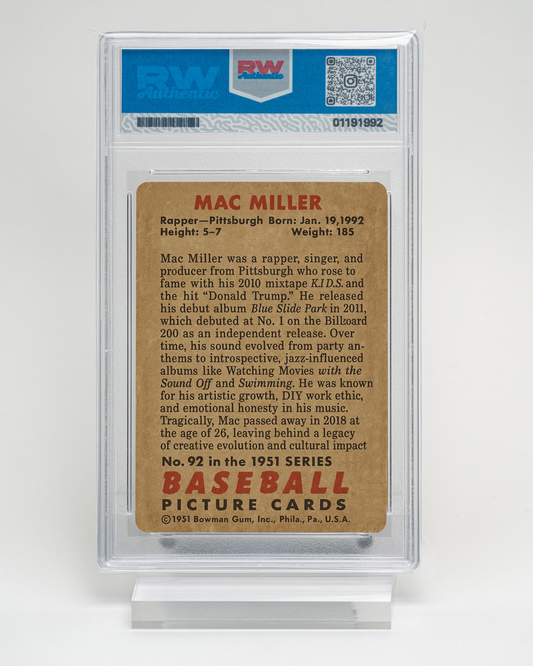 RW
Authentic
RW
Authentic
01191992
MAC MILLER
Rapper—Pittsburgh Born: Jan. 19,1992
Height: 5-7 Weight: 185
Mac Miller was a rapper, singer, and
producer from Pittsburgh who rose to
fame with his 2010 mixtape K.I.D.S. and
the hit “Donald Trump.” He released
his debut album Blue Slide Park in 2011,
which debuted at No. 1 on the Billzoard
200 as an independent release. Over
time, his sound evolved from party an-
thems to introspective, jazz-influenced
albums like Watching Movies with the
Sound Off and Swimming. He was known
for his artistic growth, DIY work ethic,
and emotional honesty in his music.
Tragically, Mac passed away in 2018 at
the age of 26, leaving behind a legacy
of creative evolution and cultural impact
No. 92 in the 1951 SERIES
BASEBALL
PICTURE CARDS
©1951 Bowman Gum, Inc., Phila., Pa., U.S.A.